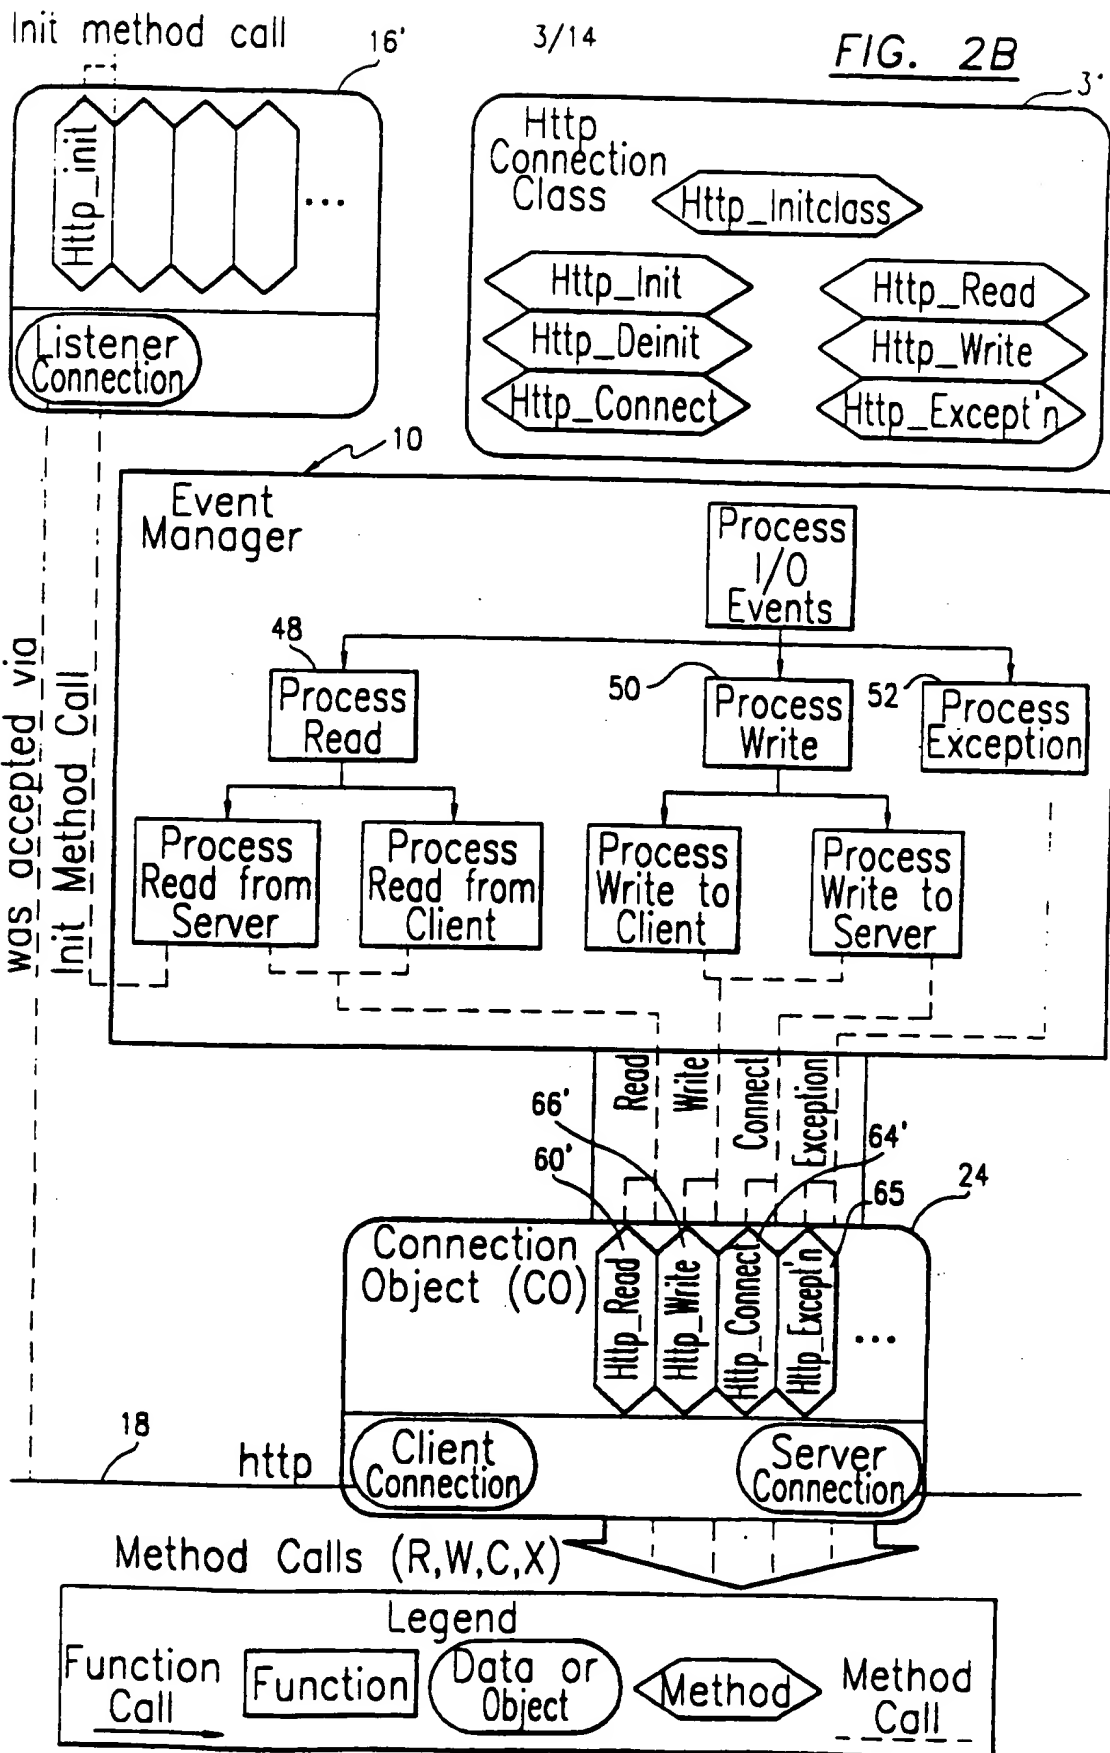 Init method call
16'
3/14
FIG. 2B
3'
Http_init
...
Listener
Connection
Http
Connection
Class
Http_Initclass
Http_Init
Http_Deinit
Http_Connect
Http_Read
Http_Write
Http_Except'n
10
Event
Manager
Process
I/O
Events
was accepted via
Init Method Call
48
Process
Read
50
Process
Write
52
Process
Exception
Process
Read from
Server
Process
Read from
Client
Process
Write to
Client
Process
Write to
Server
Read
Write
Connect
Exception
66'
60'
64'
65
24
Connection
Object (CO)
Http_Read
Http_Write
Http_Connect
Http_Except'n
...
18
http
Client
Connection
Server
Connection
Method Calls (R,W,C,X)
Legend
Function
Call
Function
Data or
Object
Method
Method
Call